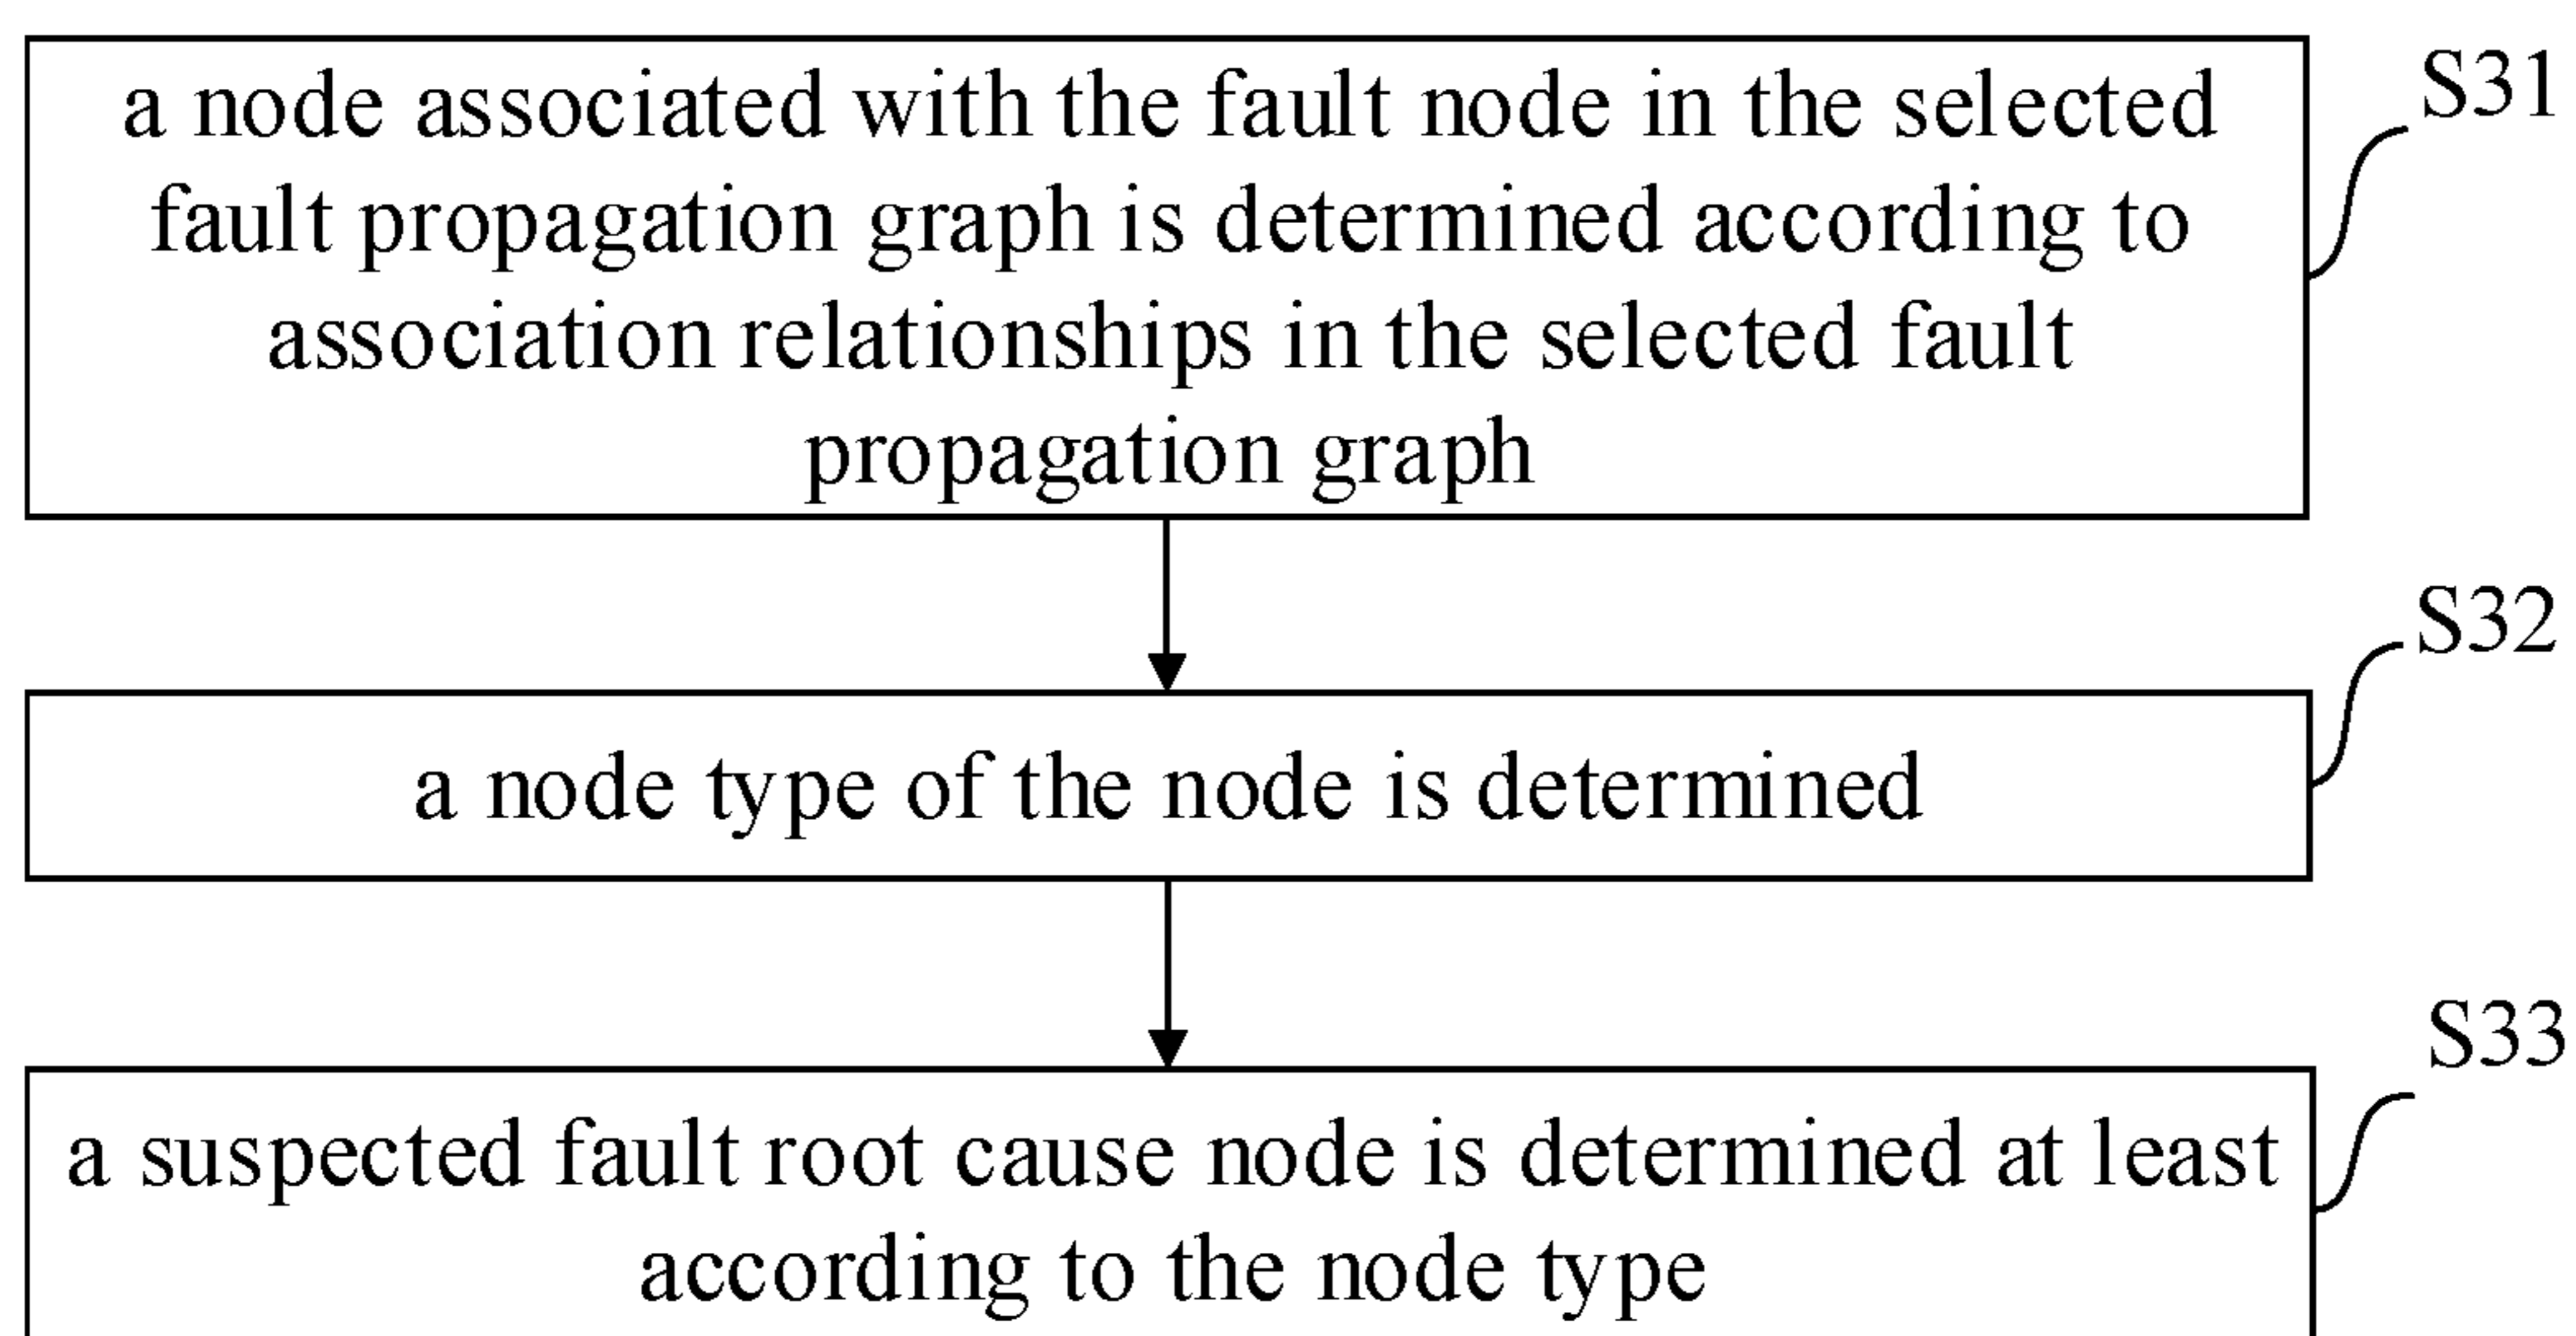 a node associated with the fault node in the selected
S31
fault propagation graph is determined according to
association relationships in the selected fault
propagation graph
S32
a node type of the node is determined
S33
a suspected fault root cause node is determined at least
according to the node type